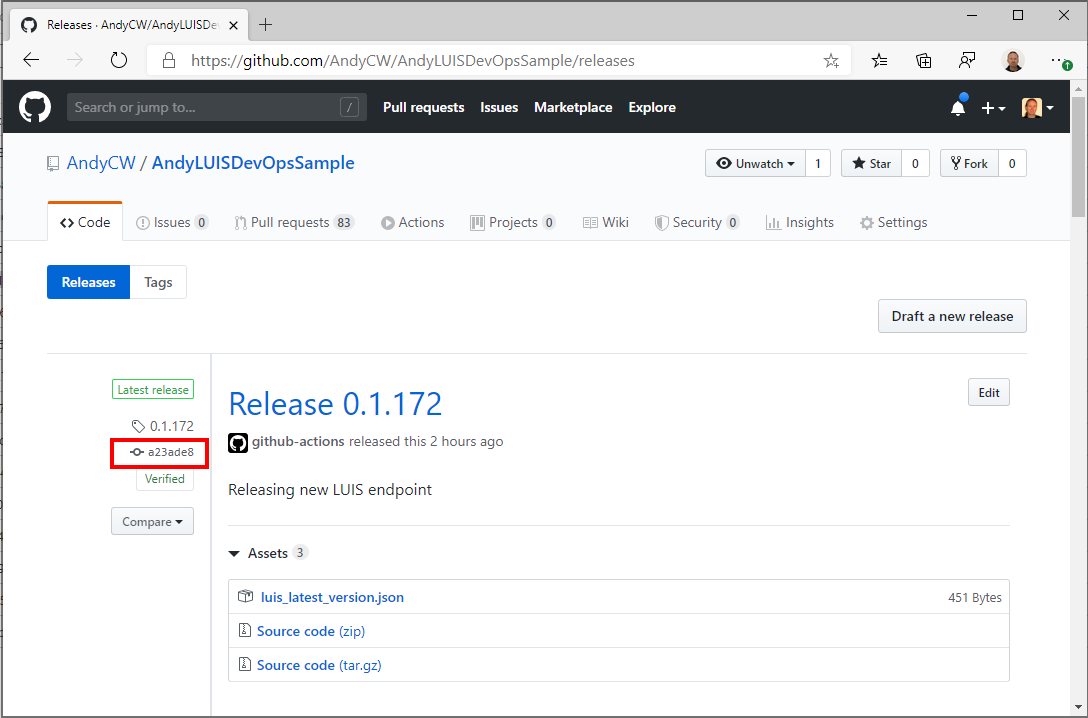 Releases · AndyCW/AndyLUISDe
https://github.com/AndyCW/AndyLUISDevOpsSample/releases
Search or jump to... / Pull requests Issues Marketplace Explore
AndyCW / AndyLUISDevOpsSample Unwatch 1 Star 0 Fork 0
Code Issues 0 Pull requests 83 Actions Projects 0 Wiki Security 0 Insights Settings
Releases Tags
Draft a new release
Latest release
0.1.172
a23ade8
Verified
Compare
Release 0.1.172 Edit
github-actions released this 2 hours ago
Releasing new LUIS endpoint
Assets 3
luis_latest_version.json 451 Bytes
Source code (zip)
Source code (tar.gz)